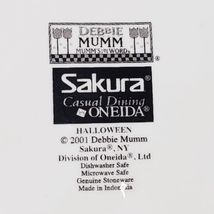 DEBBIE
MUMM
MUMM'S THE WORD®
Sakura®
Casual Dining
ONEIDA®
HALLOWEEN
© 2001 Debbie Mumm
Sakura®, NY
Division of Oneida®, Ltd
Dishwasher Safe
Microwave Safe
Genuine Stoneware
Made in Indonesia